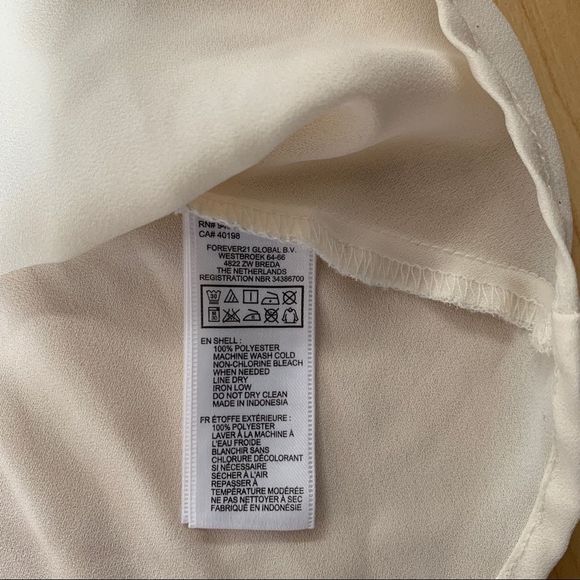 RN#
CA# 40198
FOREVER21 GLOBAL B.V.
WESTBROEK 64-66
4822 ZW BREDA
THE NETHERLANDS
REGISTRATION NBR 34386700
30
EN SHELL :
100% POLYESTER
MACHINE WASH COLD
NON-CHLORINE BLEACH
WHEN NEEDED
LINE DRY
IRON LOW
DO NOT DRY CLEAN
MADE IN INDONESIA
FR ÉTOFFE EXTÉRIEURE :
100% POLYESTER
LAVER À LA MACHINE À
L'EAU FROIDE
BLANCHIR SANS
CHLORURE DÉCOLORANT
SI NÉCESSAIRE
SÉCHER À L'AIR
REPASSER À
TEMPÉRATURE MODÉRÉE
NE PAS NETTOYER À SEC
FABRIQUÉ EN INDONÉSIE